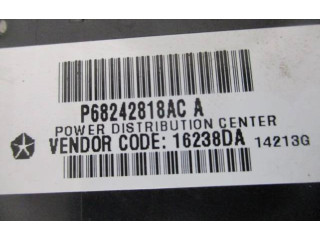 P68242818AC A
POWER DISTRIBUTION CENTER
VENDOR CODE: 16238DA 14213G